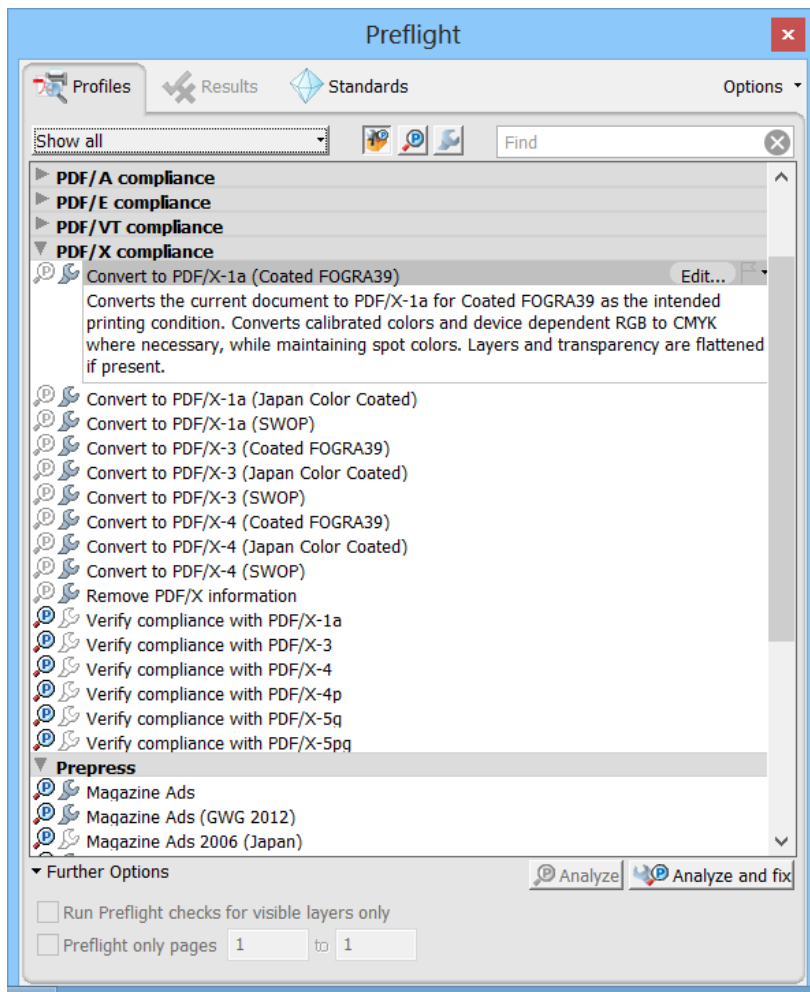 Preflight
Profiles Results Standards Options
Show all Find
PDF/A compliance
PDF/E compliance
PDF/VT compliance
PDF/X compliance
Convert to PDF/X-1a (Coated FOGRA39) Edit...
Converts the current document to PDF/X-1a for Coated FOGRA39 as the intended
printing condition. Converts calibrated colors and device dependent RGB to CMYK
where necessary, while maintaining spot colors. Layers and transparency are flattened
if present.
Convert to PDF/X-1a (Japan Color Coated)
Convert to PDF/X-1a (SWOP)
Convert to PDF/X-3 (Coated FOGRA39)
Convert to PDF/X-3 (Japan Color Coated)
Convert to PDF/X-3 (SWOP)
Convert to PDF/X-4 (Coated FOGRA39)
Convert to PDF/X-4 (Japan Color Coated)
Convert to PDF/X-4 (SWOP)
Remove PDF/X information
Verify compliance with PDF/X-1a
Verify compliance with PDF/X-3
Verify compliance with PDF/X-4
Verify compliance with PDF/X-4p
Verify compliance with PDF/X-5g
Verify compliance with PDF/X-5pg
Prepress
Magazine Ads
Magazine Ads (GWG 2012)
Magazine Ads 2006 (Japan)
Further Options Analyze Analyze and fix
Run Preflight checks for visible layers only
Preflight only pages 1 to 1